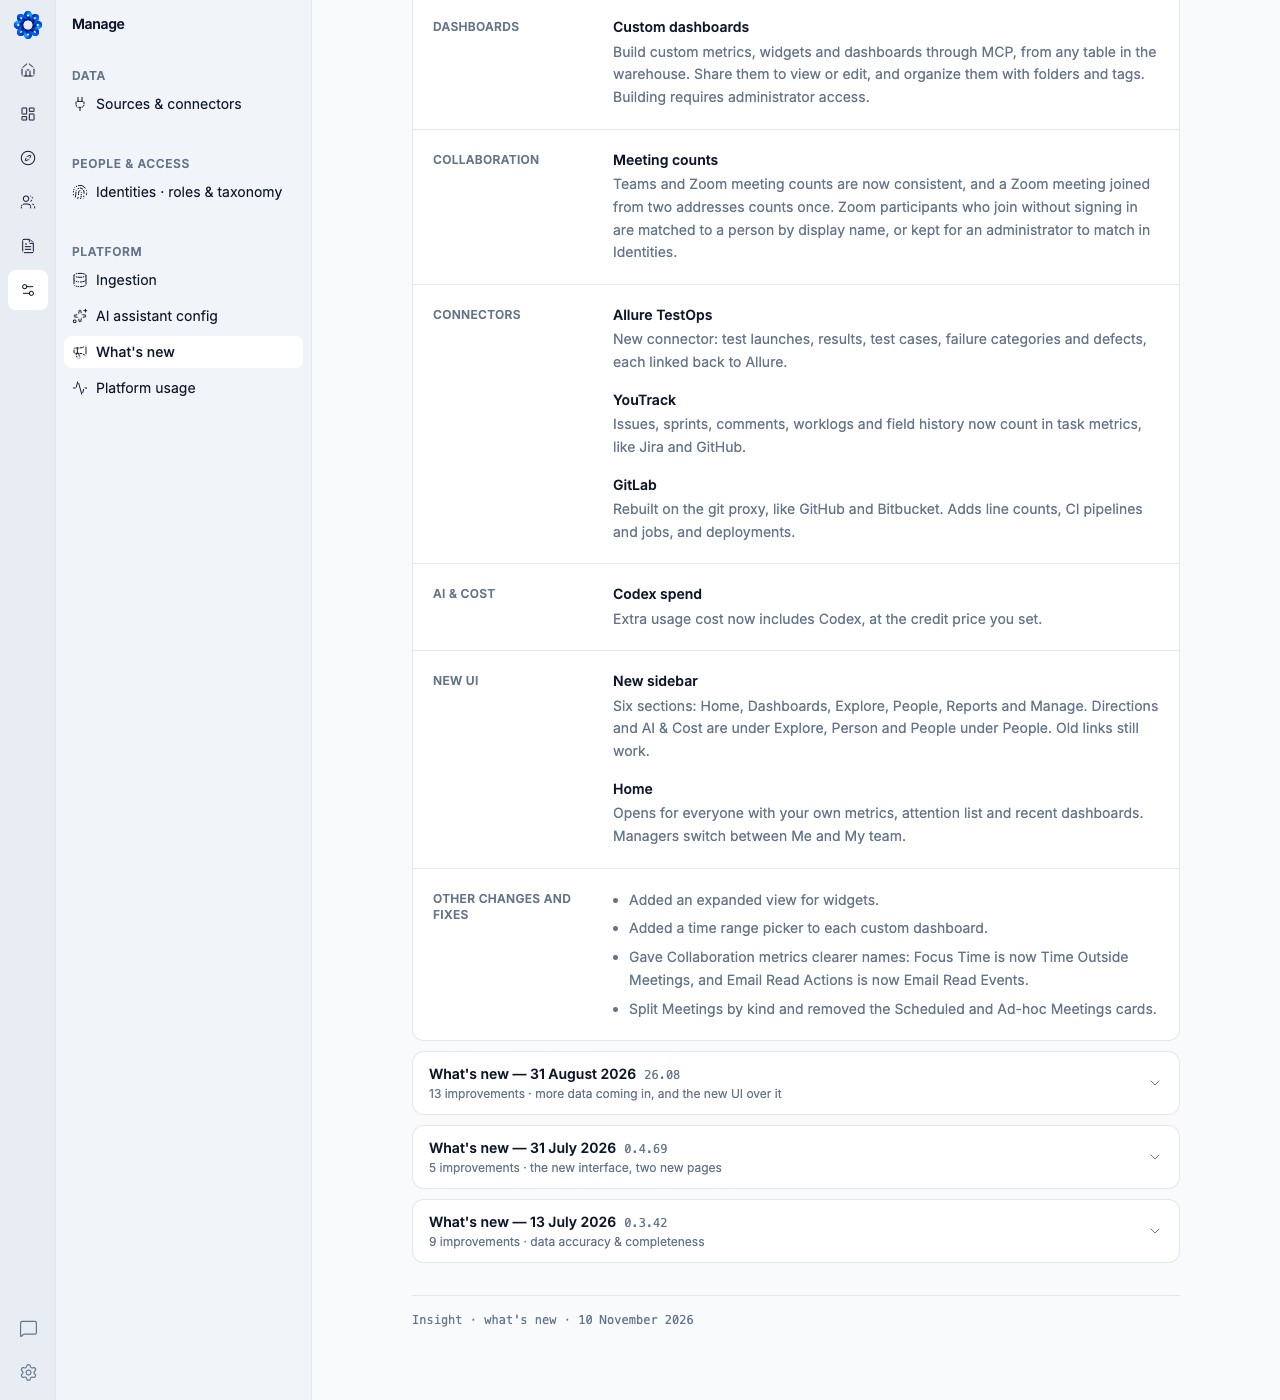 Manage
DATA
Sources & connectors
PEOPLE & ACCESS
Identities · roles & taxonomy
PLATFORM
Ingestion
AI assistant config
What's new
Platform usage
DASHBOARDS
Custom dashboards
Build custom metrics, widgets and dashboards through MCP, from any table in the
warehouse. Share them to view or edit, and organize them with folders and tags.
Building requires administrator access.
COLLABORATION
Meeting counts
Teams and Zoom meeting counts are now consistent, and a Zoom meeting joined
from two addresses counts once. Zoom participants who join without signing in
are matched to a person by display name, or kept for an administrator to match in
Identities.
CONNECTORS
Allure TestOps
New connector: test launches, results, test cases, failure categories and defects,
each linked back to Allure.
YouTrack
Issues, sprints, comments, worklogs and field history now count in task metrics,
like Jira and GitHub.
GitLab
Rebuilt on the git proxy, like GitHub and Bitbucket. Adds line counts, CI pipelines
and jobs, and deployments.
AI & COST
Codex spend
Extra usage cost now includes Codex, at the credit price you set.
NEW UI
New sidebar
Six sections: Home, Dashboards, Explore, People, Reports and Manage. Directions
and AI & Cost are under Explore, Person and People under People. Old links still
work.
Home
Opens for everyone with your own metrics, attention list and recent dashboards.
Managers switch between Me and My team.
OTHER CHANGES AND
FIXES
• Added an expanded view for widgets.
• Added a time range picker to each custom dashboard.
• Gave Collaboration metrics clearer names: Focus Time is now Time Outside
Meetings, and Email Read Actions is now Email Read Events.
• Split Meetings by kind and removed the Scheduled and Ad-hoc Meetings cards.
What's new — 31 August 2026 26.08
13 improvements · more data coming in, and the new UI over it
What's new — 31 July 2026 0.4.69
5 improvements · the new interface, two new pages
What's new — 13 July 2026 0.3.42
9 improvements · data accuracy & completeness
Insight · what's new · 10 November 2026